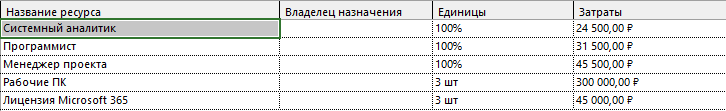 Название ресурса Владелец назначения Единицы Затраты
Системный аналитик 100% 24 500,00 ₽
Программист 100% 31 500,00 ₽
Менеджер проекта 100% 45 500,00 ₽
Рабочие ПК 3 шт 300 000,00 ₽
Лицензия Microsoft 365 3 шт 45 000,00 ₽